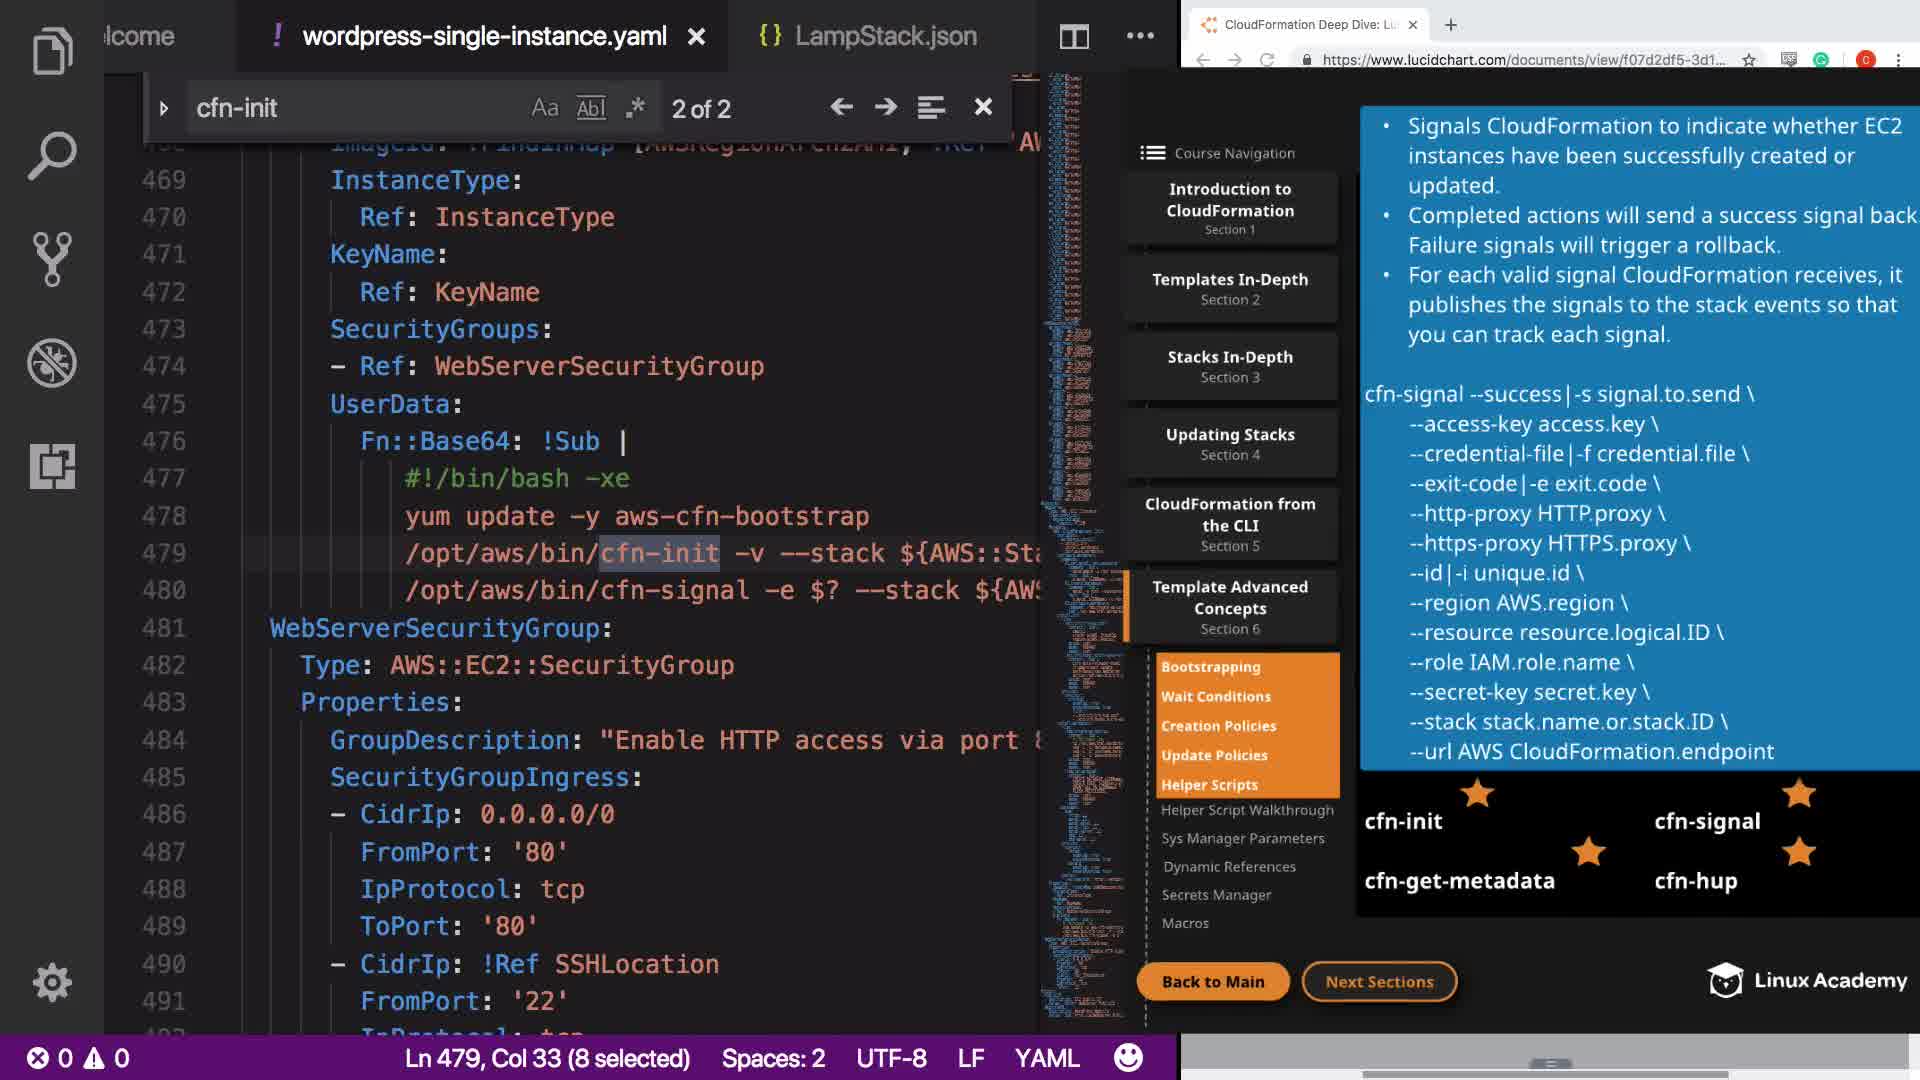 lcome
! wordpress-single-instance.yaml ×
{} LampStack.json
cfn-init
Aa Abl .* 2 of 2
469 InstanceType:
470 Ref: InstanceType
471 KeyName:
472 Ref: KeyName
473 SecurityGroups:
474 - Ref: WebServerSecurityGroup
475 UserData:
476 Fn::Base64: !Sub |
477 #!/bin/bash -xe
478 yum update -y aws-cfn-bootstrap
479 /opt/aws/bin/cfn-init -v --stack ${AWS::Sta
480 /opt/aws/bin/cfn-signal -e $? --stack ${AWS
481 WebServerSecurityGroup:
482 Type: AWS::EC2::SecurityGroup
483 Properties:
484 GroupDescription: "Enable HTTP access via port 8
485 SecurityGroupIngress:
486 - CidrIp: 0.0.0.0/0
487 FromPort: '80'
488 IpProtocol: tcp
489 ToPort: '80'
490 - CidrIp: !Ref SSHLocation
491 FromPort: '22'
0 0
Ln 479, Col 33 (8 selected) Spaces: 2 UTF-8 LF YAML
CloudFormation Deep Dive: Lu
https://www.lucidchart.com/documents/view/f07d2df5-3d1...
Course Navigation
Introduction to
CloudFormation
Section 1
Templates In-Depth
Section 2
Stacks In-Depth
Section 3
Updating Stacks
Section 4
CloudFormation from
the CLI
Section 5
Template Advanced
Concepts
Section 6
Bootstrapping
Wait Conditions
Creation Policies
Update Policies
Helper Scripts
Helper Script Walkthrough
Sys Manager Parameters
Dynamic References
Secrets Manager
Macros
Back to Main
Next Sections
• Signals CloudFormation to indicate whether EC2
instances have been successfully created or
updated.
• Completed actions will send a success signal back
Failure signals will trigger a rollback.
• For each valid signal CloudFormation receives, it
publishes the signals to the stack events so that
you can track each signal.
cfn-signal --success|-s signal.to.send \
--access-key access.key \
--credential-file|-f credential.file \
--exit-code|-e exit.code \
--http-proxy HTTP.proxy \
--https-proxy HTTPS.proxy \
--id|-i unique.id \
--region AWS.region \
--resource resource.logical.ID \
--role IAM.role.name \
--secret-key secret.key \
--stack stack.name.or.stack.ID \
--url AWS CloudFormation.endpoint
cfn-init
cfn-signal
cfn-get-metadata
cfn-hup
Linux Academy